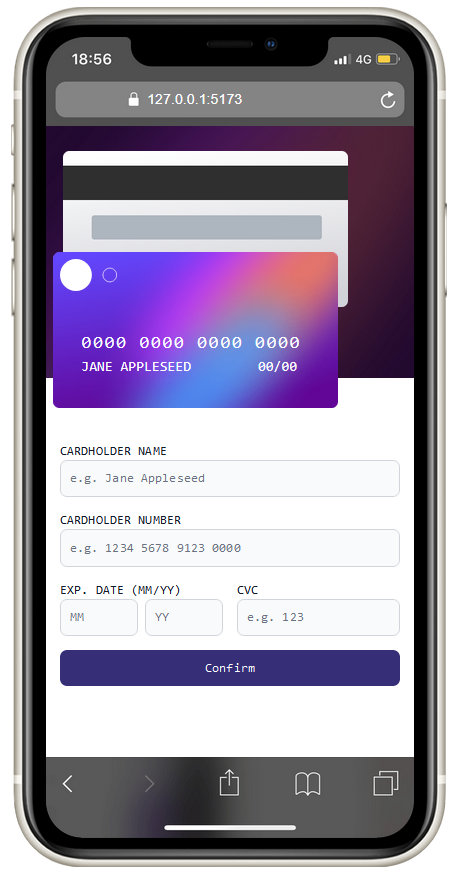 18:56
4G
127.0.0.1:5173
0000 0000 0000 0000
JANE APPLESEED 00/00
CARDHOLDER NAME
e.g. Jane Appleseed
CARDHOLDER NUMBER
e.g. 1234 5678 9123 0000
EXP. DATE (MM/YY) CVC
MM YY e.g. 123
Confirm